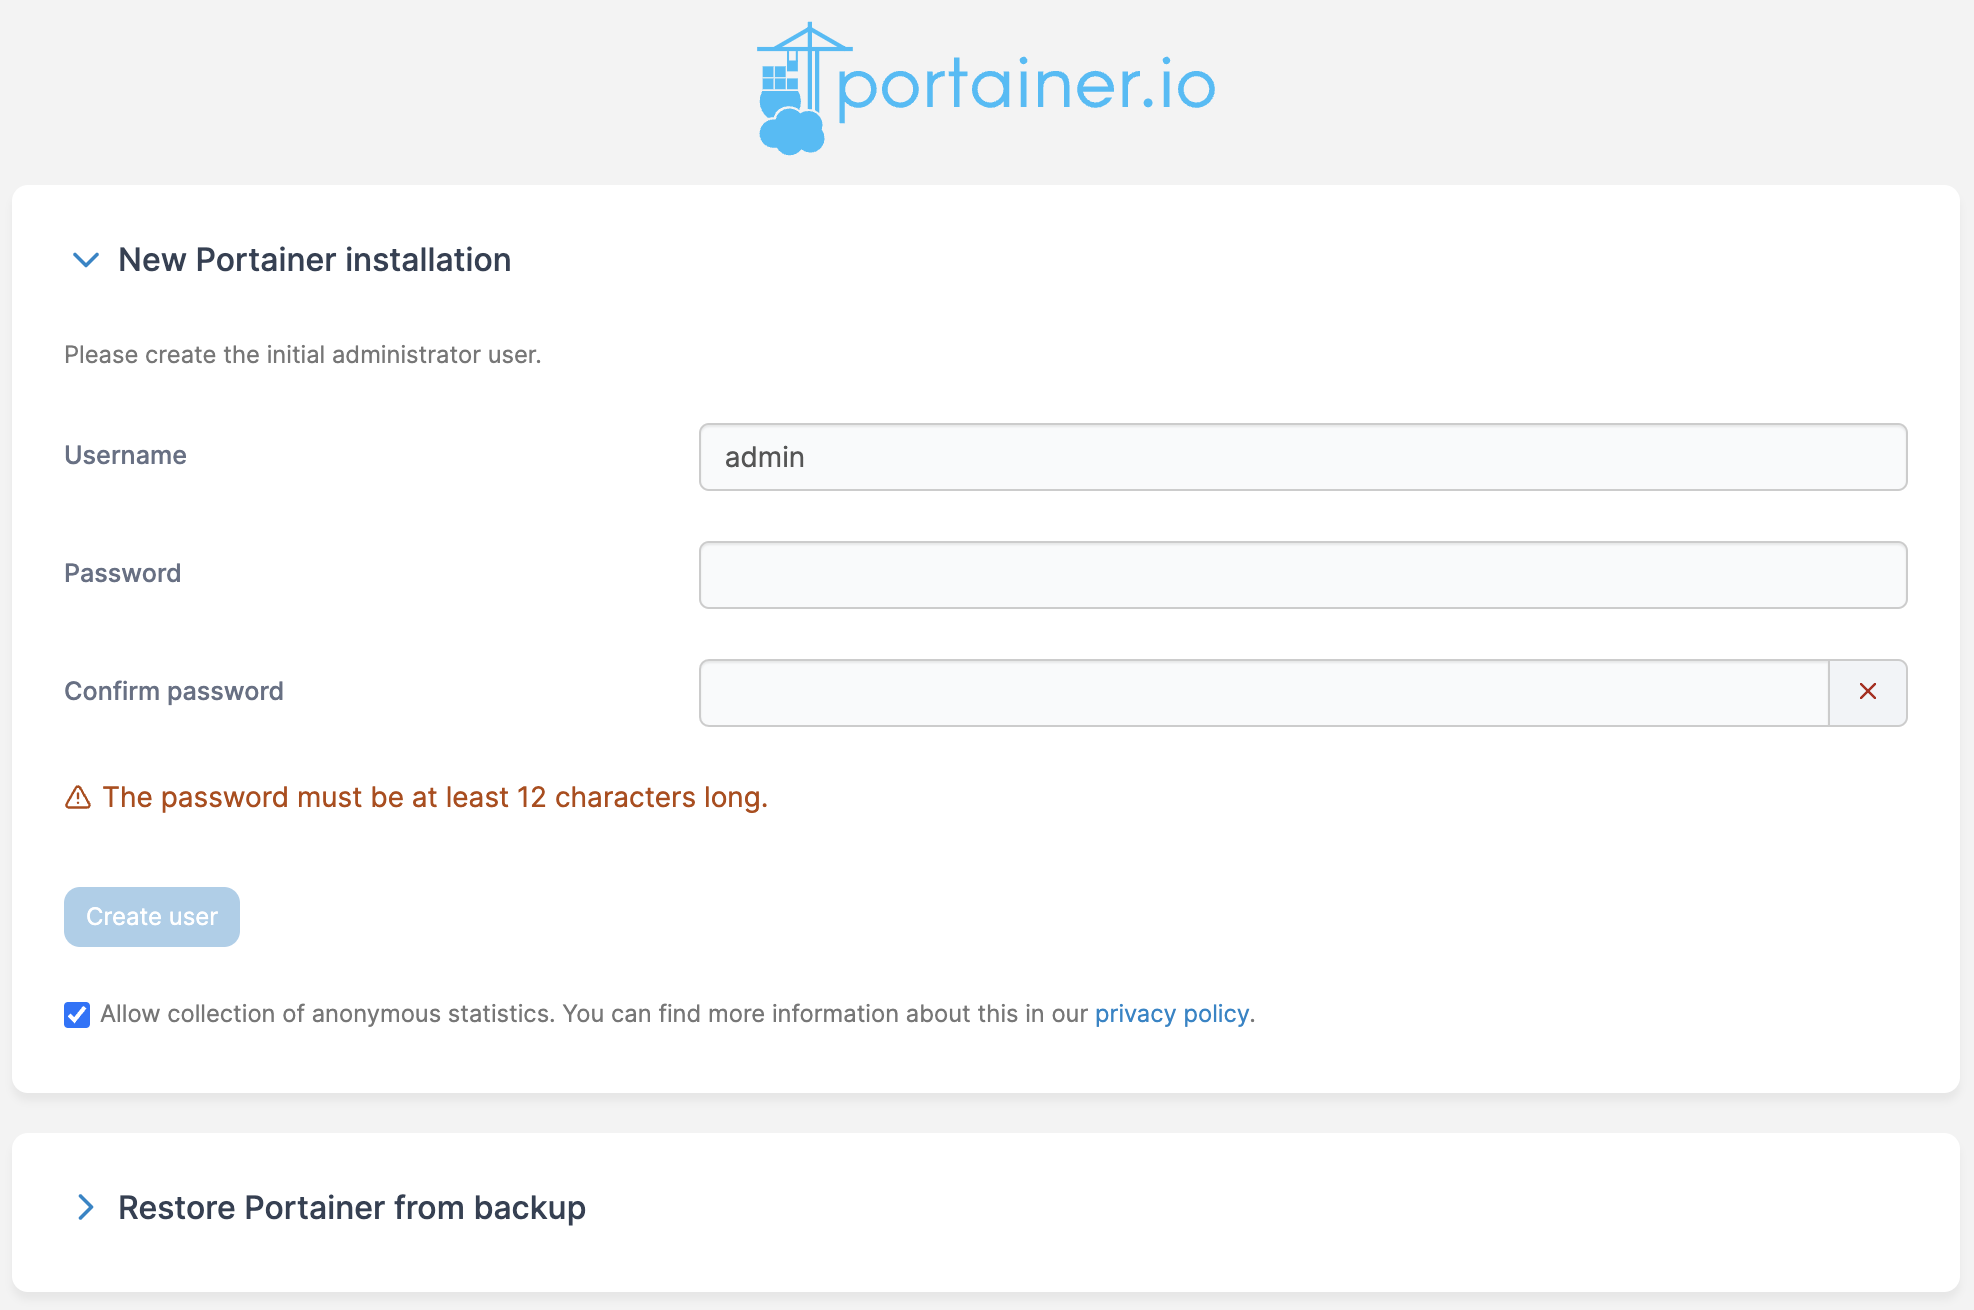 portainer.io
New Portainer installation
Please create the initial administrator user.
Username
admin
Password
Confirm password
The password must be at least 12 characters long.
Create user
Allow collection of anonymous statistics. You can find more information about this in our privacy policy.
Restore Portainer from backup